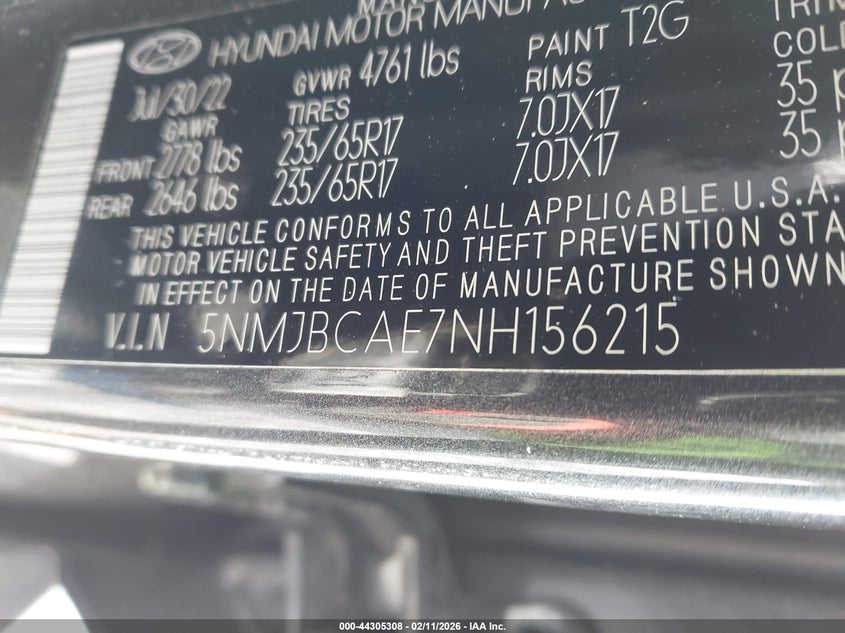 HYUNDAI MOTOR
Jul/30/22 GVWR 4761 lbs PAINT T2G
GAWR TIRES RIMS
FRONT 2778 lbs 235/65R17 7.0JX17 35
REAR 2646 lbs 235/65R17 7.0JX17 35
THIS VEHICLE CONFORMS TO ALL APPLICABLE U.S.A.
MOTOR VEHICLE SAFETY AND THEFT PREVENTION STA
IN EFFECT ON THE DATE OF MANUFACTURE SHOWN
V.I.N 5NMJBCAE7NH156215
000-44305308 - 02/11/2026 - IAA Inc.